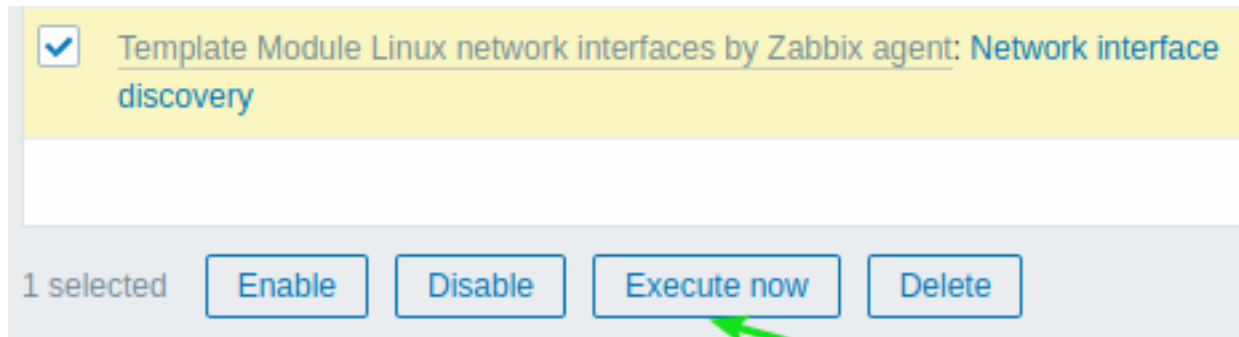 Template Module Linux network interfaces by Zabbix agent: Network interface
discovery
1 selected Enable Disable Execute now Delete